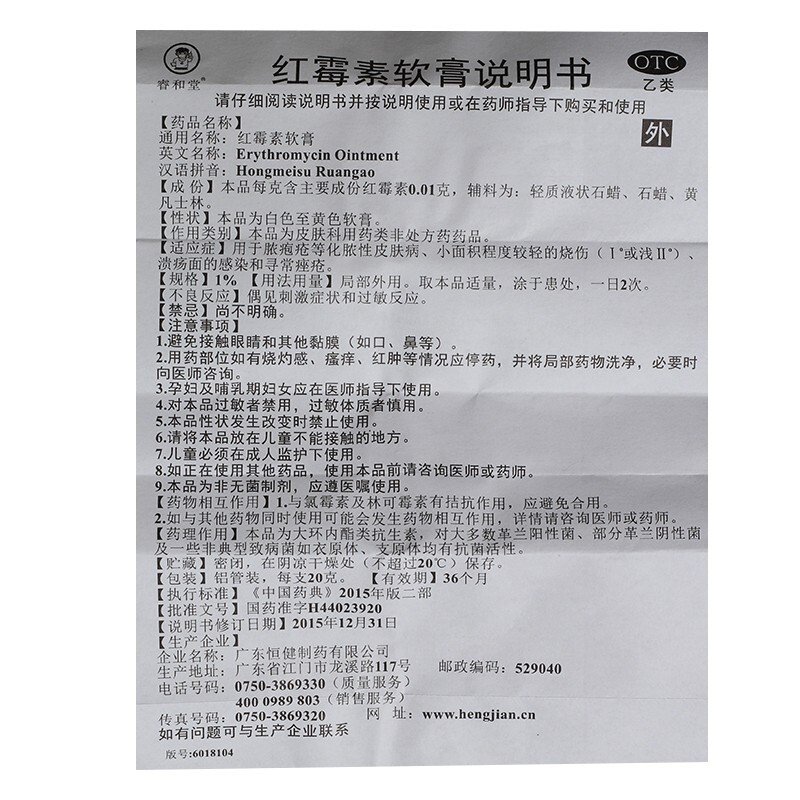 睿和堂®
红霉素软膏说明书
OTC
乙类
请仔细阅读说明书并按说明使用或在药师指导下购买和使用
外
【药品名称】
通用名称：红霉素软膏
英文名称：Erythromycin Ointment
汉语拼音：Hongmeisu Ruangao
【成份】本品每克含主要成份红霉素0.01克，辅料为：轻质液状石蜡、石蜡、黄
凡士林。
【性状】本品为白色至黄色软膏。
【作用类别】本品为皮肤科用药类非处方药药品。
【适应症】用于脓疱疮等化脓性皮肤病、小面积程度较轻的烧伤（Ⅰ°或浅Ⅱ°）、
溃疡面的感染和寻常痤疮。
【规格】1% 【用法用量】局部外用。取本品适量，涂于患处，一日2次。
【不良反应】偶见刺激症状和过敏反应。
【禁忌】尚不明确。
【注意事项】
1.避免接触眼睛和其他黏膜（如口、鼻等）。
2.用药部位如有烧灼感、瘙痒、红肿等情况应停药，并将局部药物洗净，必要时
向医师咨询。
3.孕妇及哺乳期妇女应在医师指导下使用。
4.对本品过敏者禁用，过敏体质者慎用。
5.本品性状发生改变时禁止使用。
6.请将本品放在儿童不能接触的地方。
7.儿童必须在成人监护下使用。
8.如正在使用其他药品，使用本品前请咨询医师或药师。
9.本品为非无菌制剂，应遵医嘱使用。
【药物相互作用】1.与氯霉素及林可霉素有拮抗作用，应避免合用。
2.如与其他药物同时使用可能会发生药物相互作用，详情请咨询医师或药师。
【药理作用】本品为大环内酯类抗生素，对大多数革兰阳性菌、部分革兰阴性菌
及一些非典型致病菌如衣原体、支原体均有抗菌活性。
【贮藏】密闭，在阴凉干燥处（不超过20℃）保存。
【包装】铝管装，每支20克。 【有效期】36个月
【执行标准】《中国药典》2015年版二部
【批准文号】国药准字H44023920
【说明书修订日期】2015年12月31日
【生产企业】
企业名称：广东恒健制药有限公司
生产地址：广东省江门市龙溪路117号 邮政编码：529040
电话号码：0750-3869330（质量服务）
400 0989 803（销售服务）
传真号码：0750-3869320 网 址：www.hengjian.cn
如有问题可与生产企业联系
版号:6018104